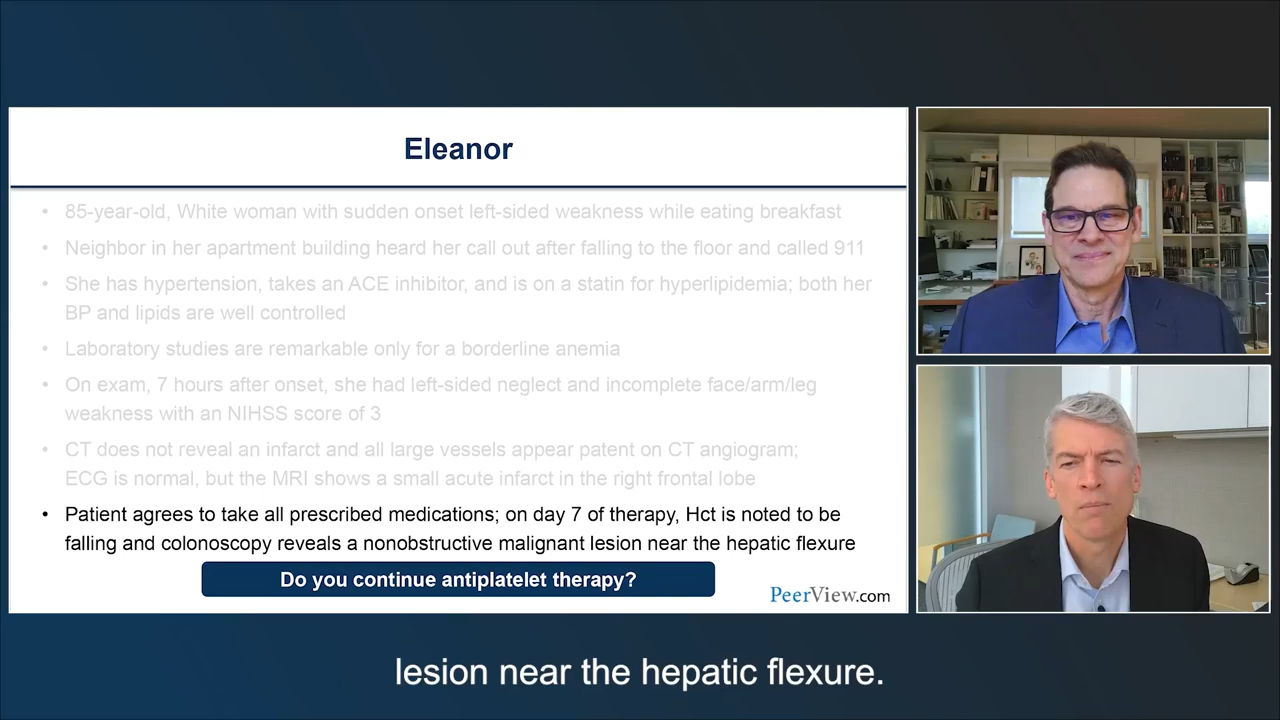 Eleanor
• 85-year-old, White woman with sudden onset left-sided weakness while eating breakfast
• Neighbor in her apartment building heard her call out after falling to the floor and called 911
• She has hypertension, takes an ACE inhibitor, and is on a statin for hyperlipidemia; both her
BP and lipids are well controlled
• Laboratory studies are remarkable only for a borderline anemia
• On exam, 7 hours after onset, she had left-sided neglect and incomplete face/arm/leg
weakness with an NIHSS score of 3
• CT does not reveal an infarct and all large vessels appear patent on CT angiogram;
ECG is normal, but the MRI shows a small acute infarct in the right frontal lobe
• Patient agrees to take all prescribed medications; on day 7 of therapy, Hct is noted to be
falling and colonoscopy reveals a nonobstructive malignant lesion near the hepatic flexure
Do you continue antiplatelet therapy?
PeerView.com
lesion near the hepatic flexure.